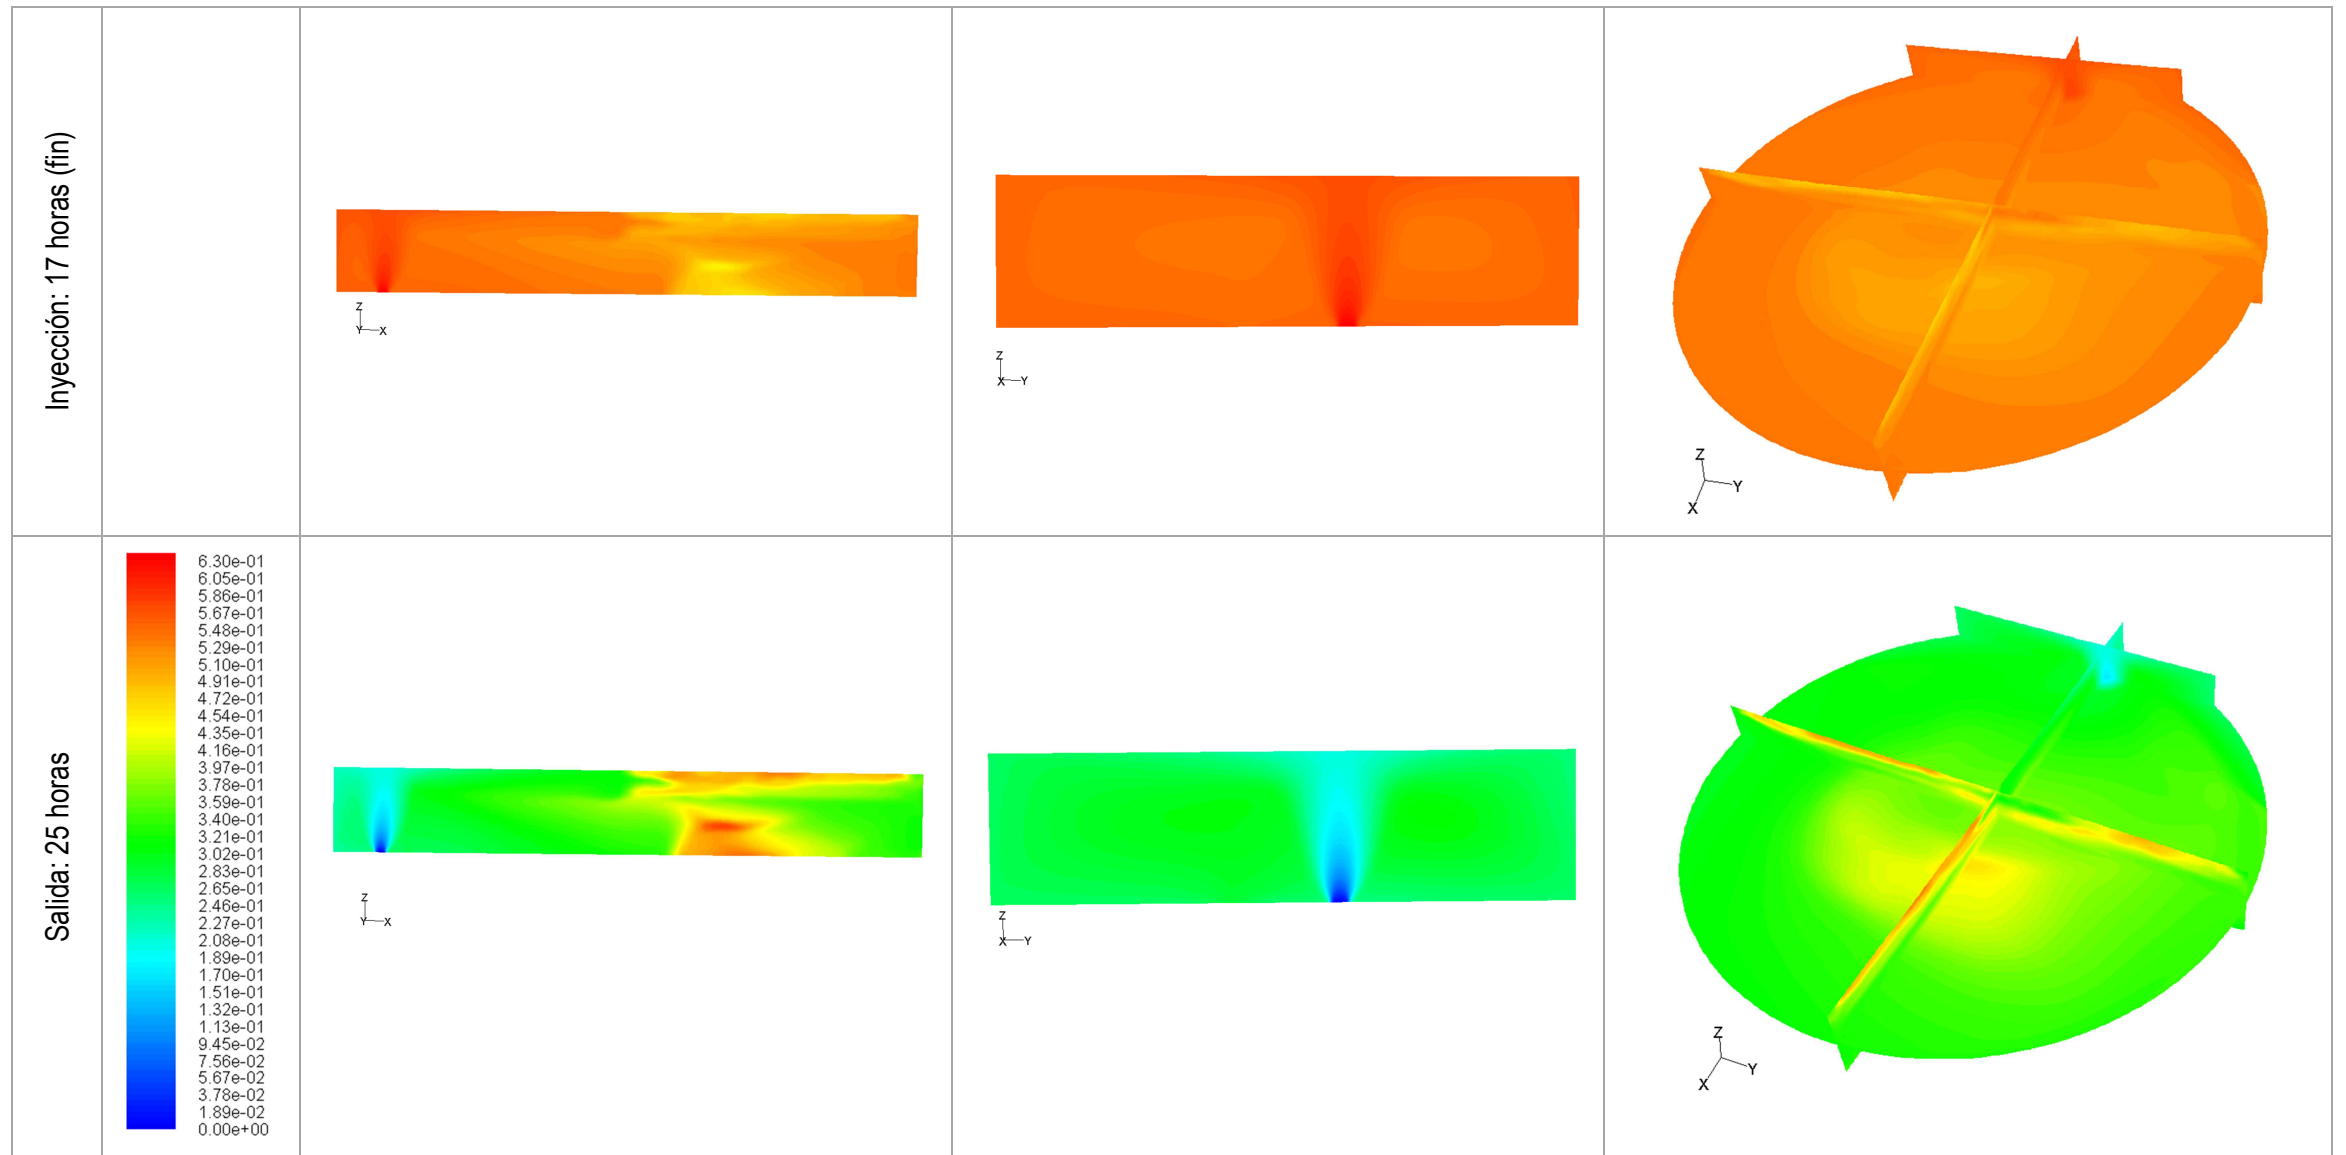 Inyección: 17 horas (fin)
Z
Y X
Z
X Y
Z
Y
X
Salida: 25 horas
6.30e-01
6.05e-01
5.86e-01
5.67e-01
5.48e-01
5.29e-01
5.10e-01
4.91e-01
4.72e-01
4.54e-01
4.35e-01
4.16e-01
3.97e-01
3.78e-01
3.59e-01
3.40e-01
3.21e-01
3.02e-01
2.83e-01
2.65e-01
2.46e-01
2.27e-01
2.08e-01
1.89e-01
1.70e-01
1.51e-01
1.32e-01
1.13e-01
9.45e-02
7.56e-02
5.67e-02
3.78e-02
1.89e-02
0.00e+00
Z
Y X
Z
X Y
Z
Y
X